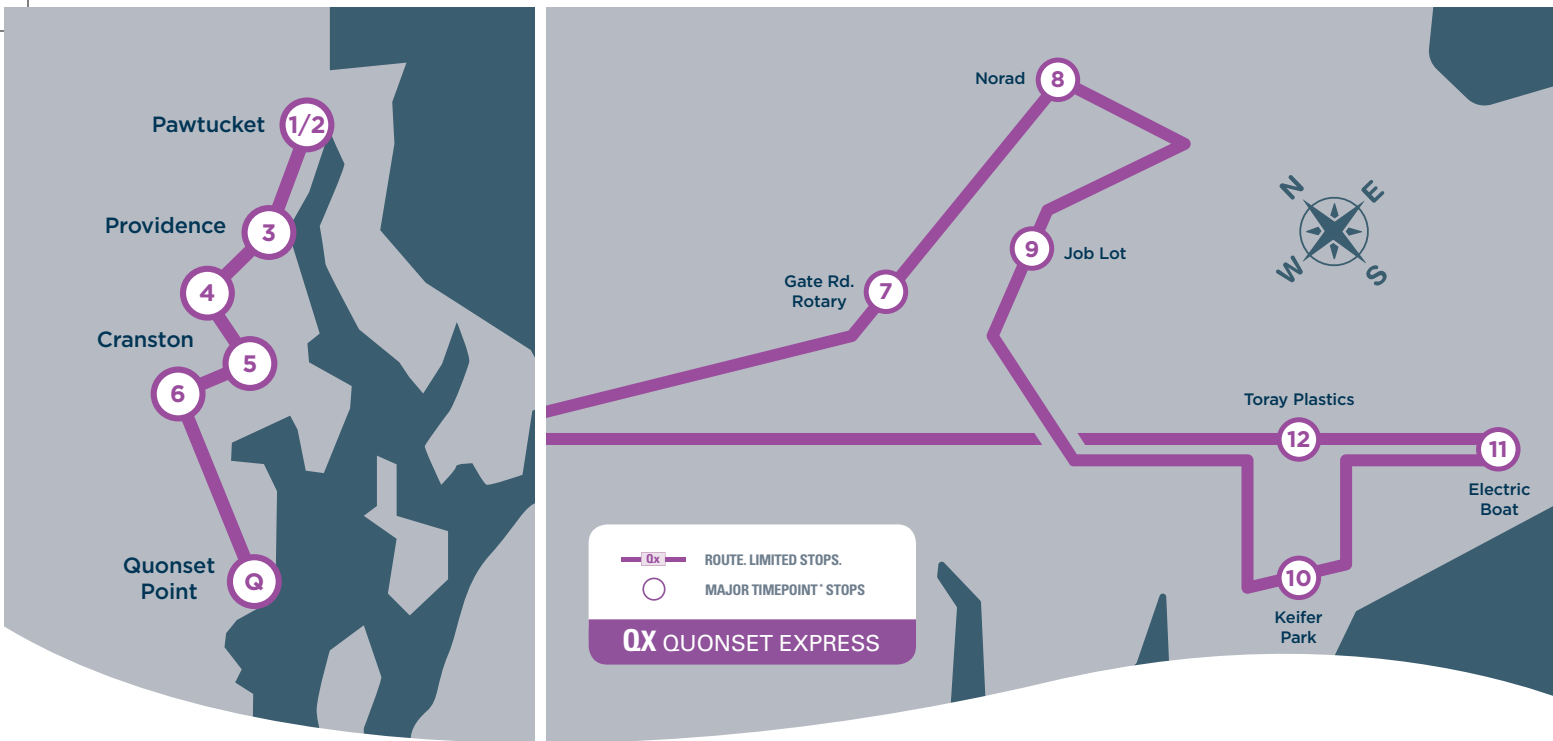 Pawtucket
1/2
Providence
3
4
Cranston
5
6
Quonset
Point
Q
Norad
8
N
E
W
S
9
Job Lot
Gate Rd.
Rotary
7
Toray Plastics
12
11
Electric
Boat
10
Keifer
Park
Qx
ROUTE. LIMITED STOPS.
MAJOR TIMEPOINT* STOPS
QX QUONSET EXPRESS